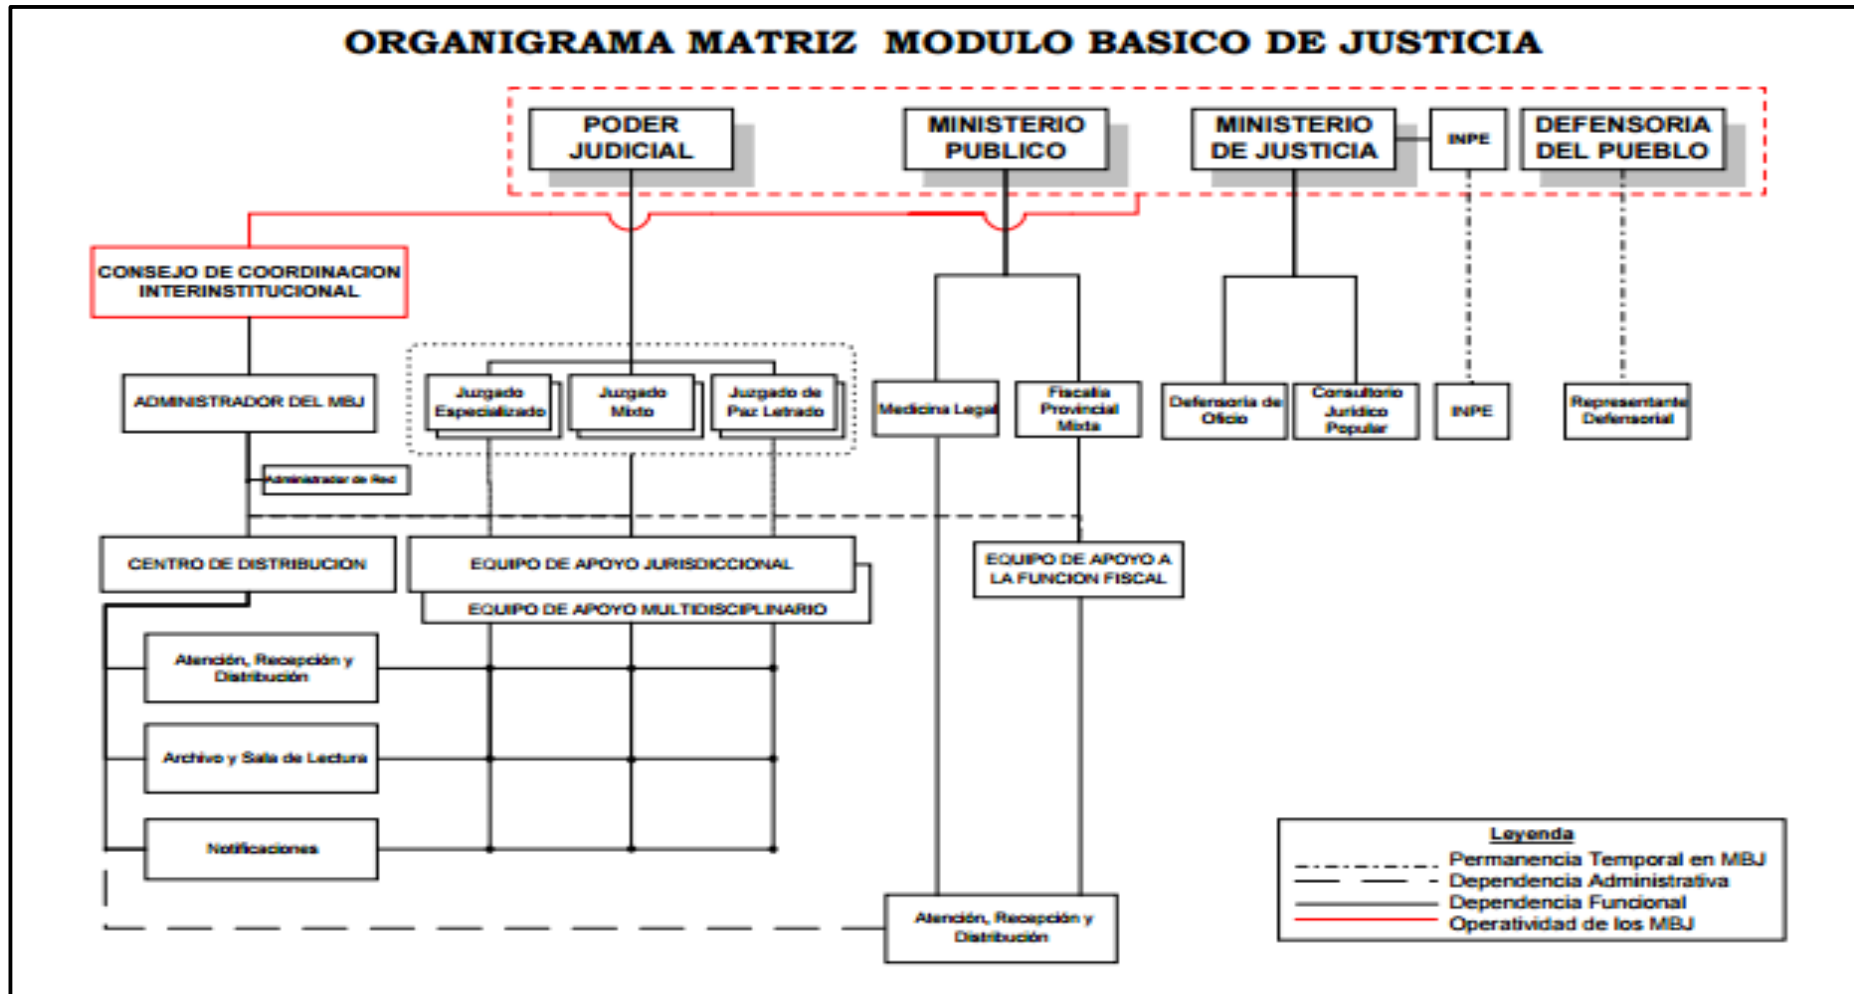 ORGANIGRAMA MATRIZ MODULO BASICO DE JUSTICIA
PODER
JUDICIAL
MINISTERIO
PUBLICO
MINISTERIO
DE JUSTICIA
INPE
DEFENSORIA
DEL PUEBLO
CONSEJO DE COORDINACION
INTERINSTITUCIONAL
ADMINISTRADOR DEL MBJ
Juzgado
Especializado
Juzgado
Mixto
Juzgado de
Paz Letrado
Medicina Legal
Fiscalía
Provincial
Mixta
Defensoría de
Oficio
Consultorio
Jurídico
Popular
INPE
Representante
Defensorial
Administrador de Red
CENTRO DE DISTRIBUCION
EQUIPO DE APOYO JURISDICCIONAL
EQUIPO DE APOYO MULTIDISCIPLINARIO
EQUIPO DE APOYO A
LA FUNCION FISCAL
Atención, Recepción y
Distribución
Archivo y Sala de Lectura
Notificaciones
Atención, Recepción y
Distribución
Leyenda
Permanencia Temporal en MBJ
Dependencia Administrativa
Dependencia Funcional
Operatividad de los MBJ